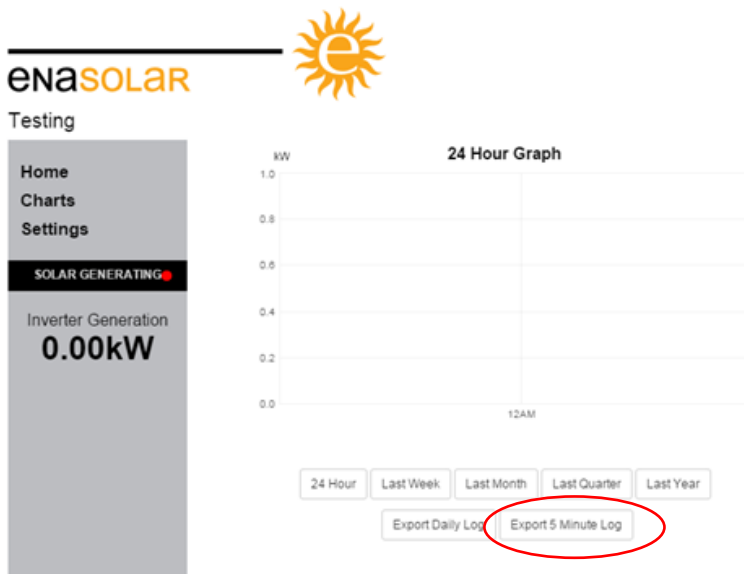 enasolar
e
Testing
Home
Charts
Settings
SOLAR GENERATING
Inverter Generation
0.00kW
24 Hour Graph
kW
1.0
0.8
0.6
0.4
0.2
0.0
12AM
24 Hour
Last Week
Last Month
Last Quarter
Last Year
Export Daily Log
Export 5 Minute Log